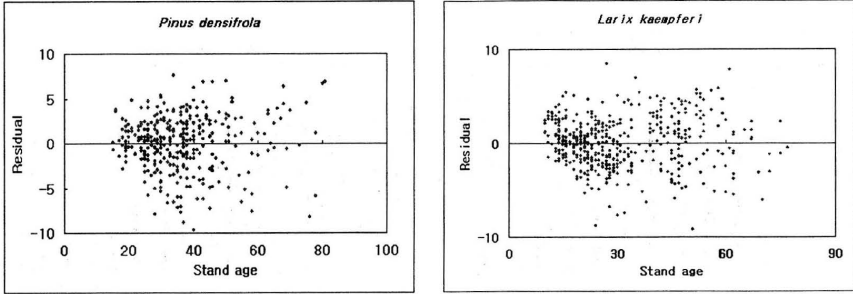 Pinus densifrola
10
5
0
-5
-10
Residual
0 20 40 60 80 100
Stand age
Larix kaempferi
10
0
-10
Residual
0 30 60 90
Stand age